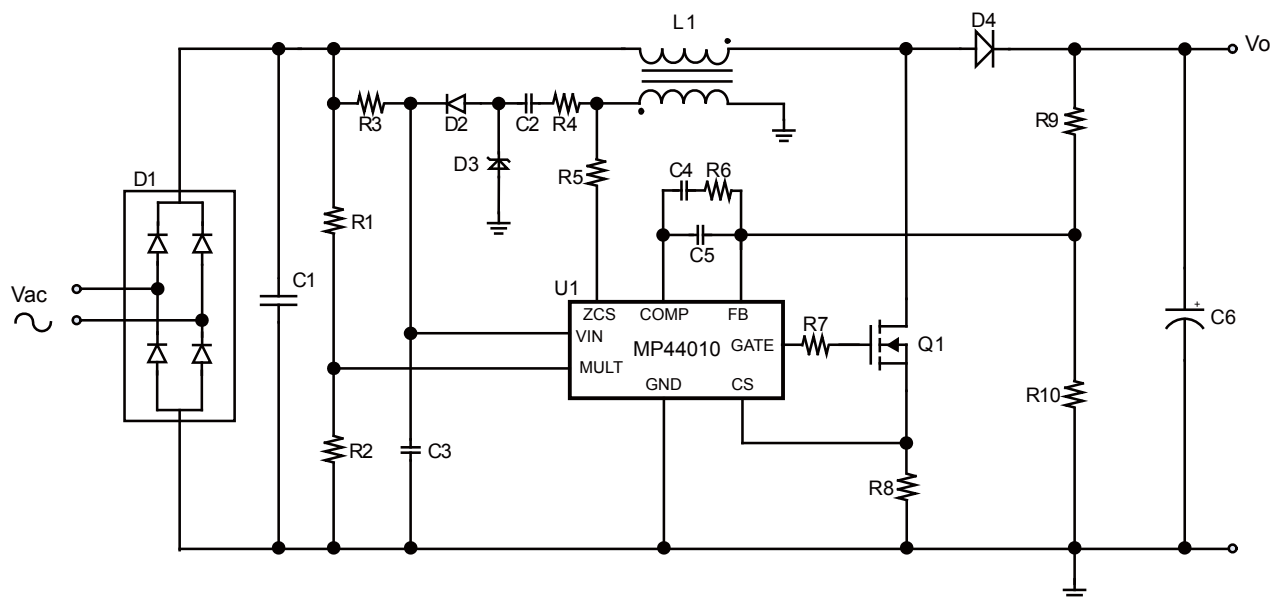 L1
D4
Vo
R3
D2
C2
R4
R9
D3
R5
C4
R6
D1
R1
C5
C1
U1
Vac
ZCS
COMP
FB
VIN
R7
C6
MP44010
GATE
Q1
MULT
GND
CS
R10
R2
C3
R8
+